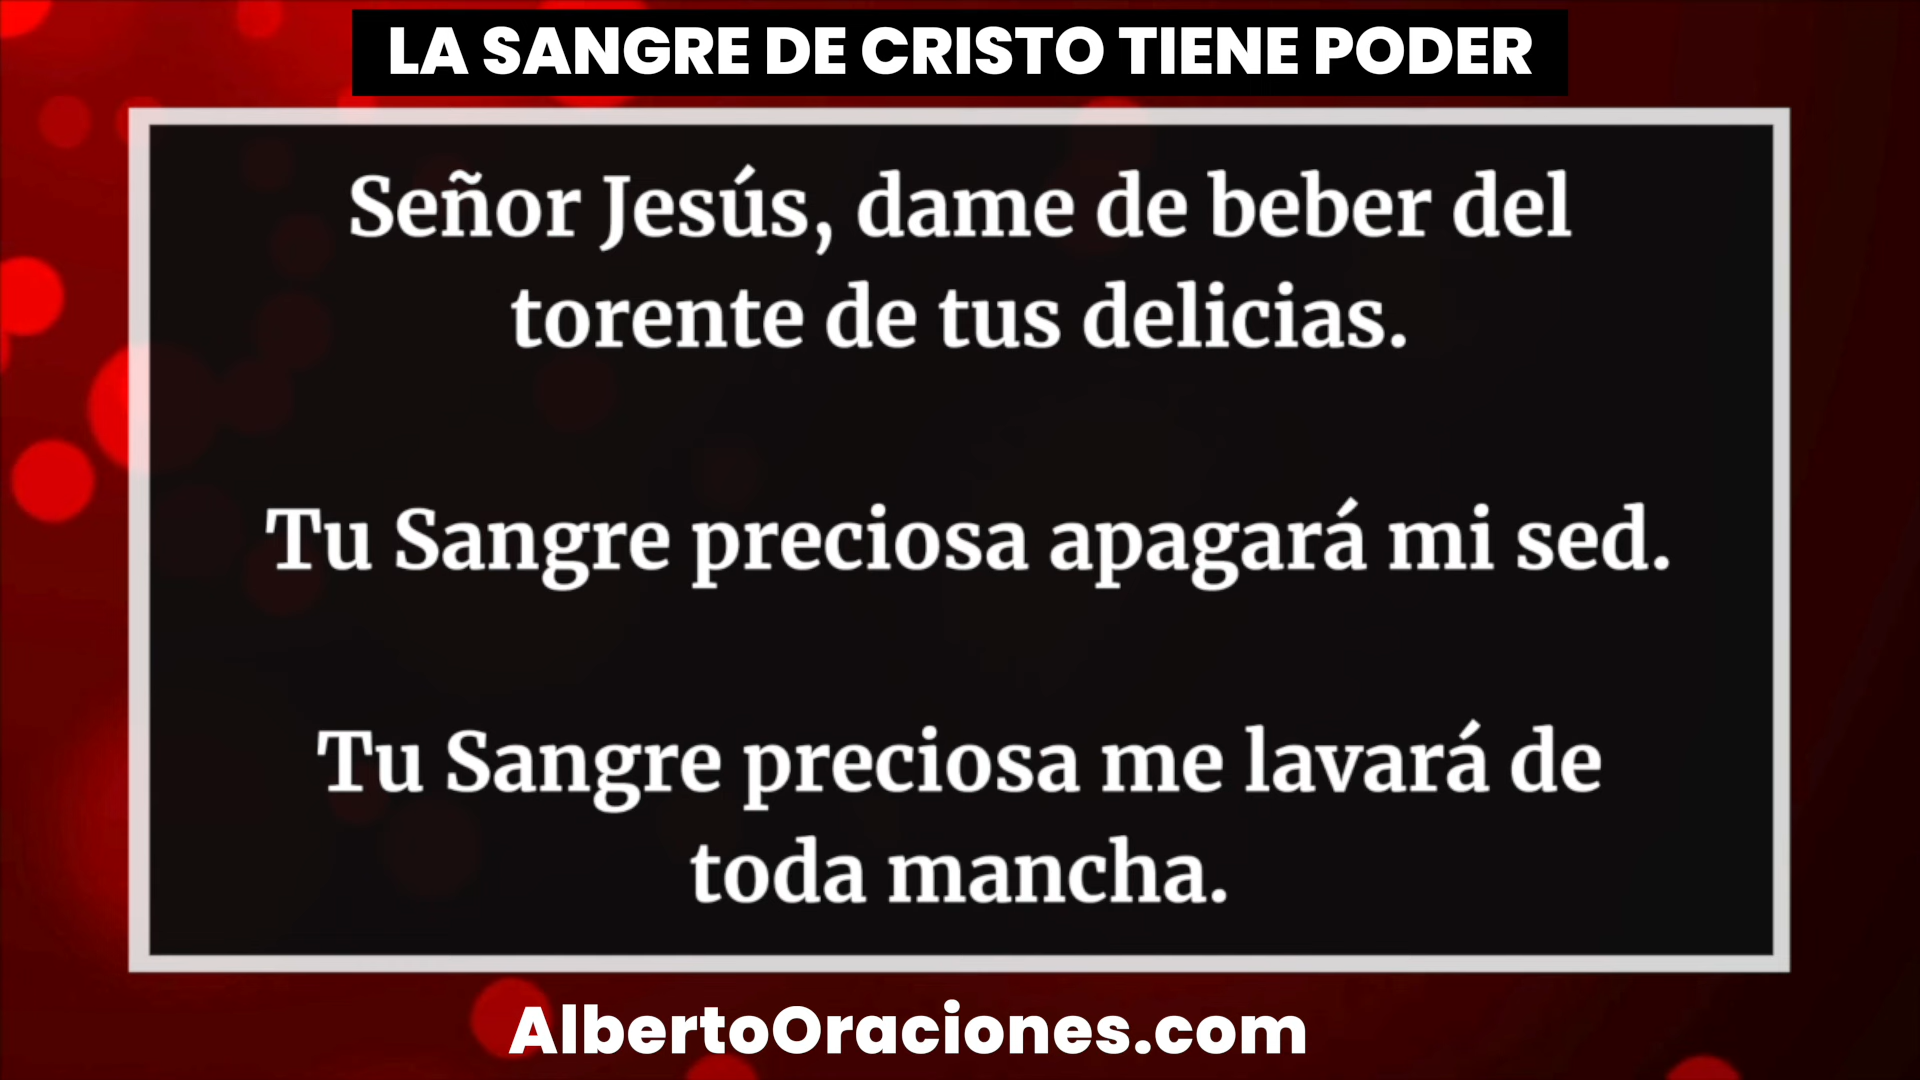 LA SANGRE DE CRISTO TIENE PODER
Señor Jesús, dame de beber del
torente de tus delicias.
Tu Sangre preciosa apagará mi sed.
Tu Sangre preciosa me lavará de
toda mancha.
AlbertoOraciones.com